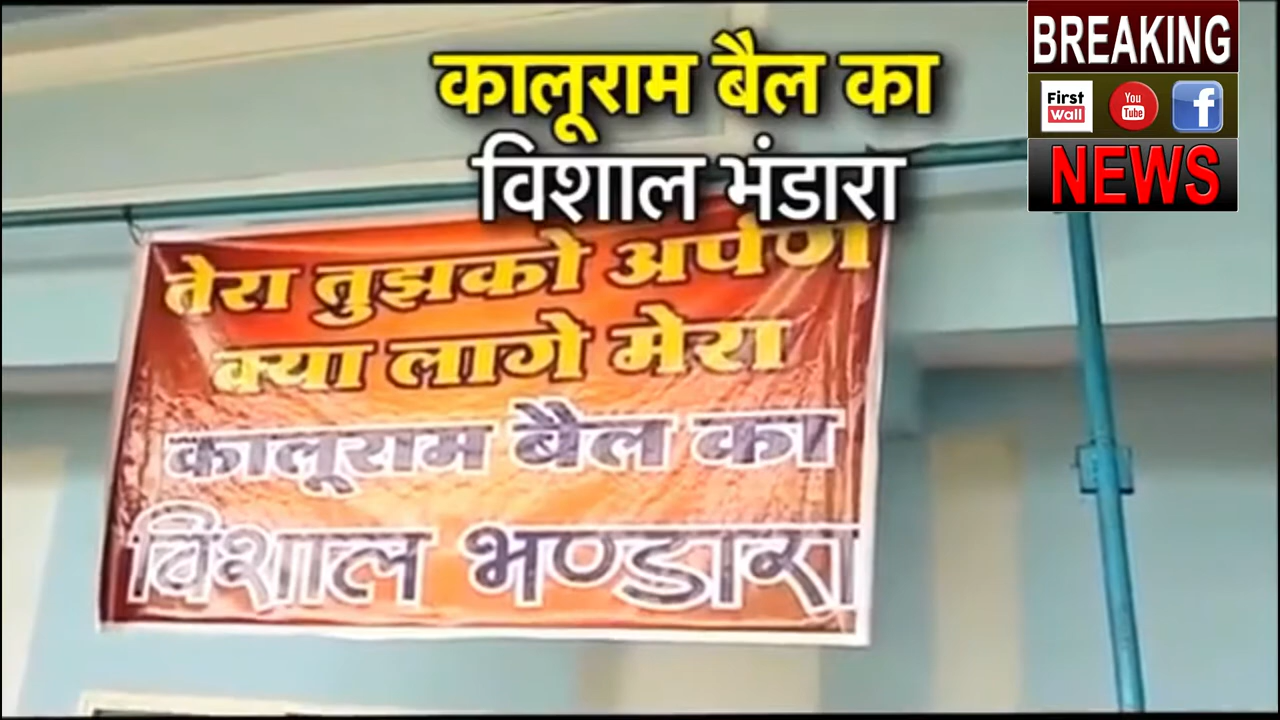 कालूराम बैल का
विशाल भंडारा
BREAKING
First
Wall
You
Tube
f
NEWS
तेरा तुझको अर्पण
क्या लागे मेरा
कालूराम बैल का
विशाल भण्डारा